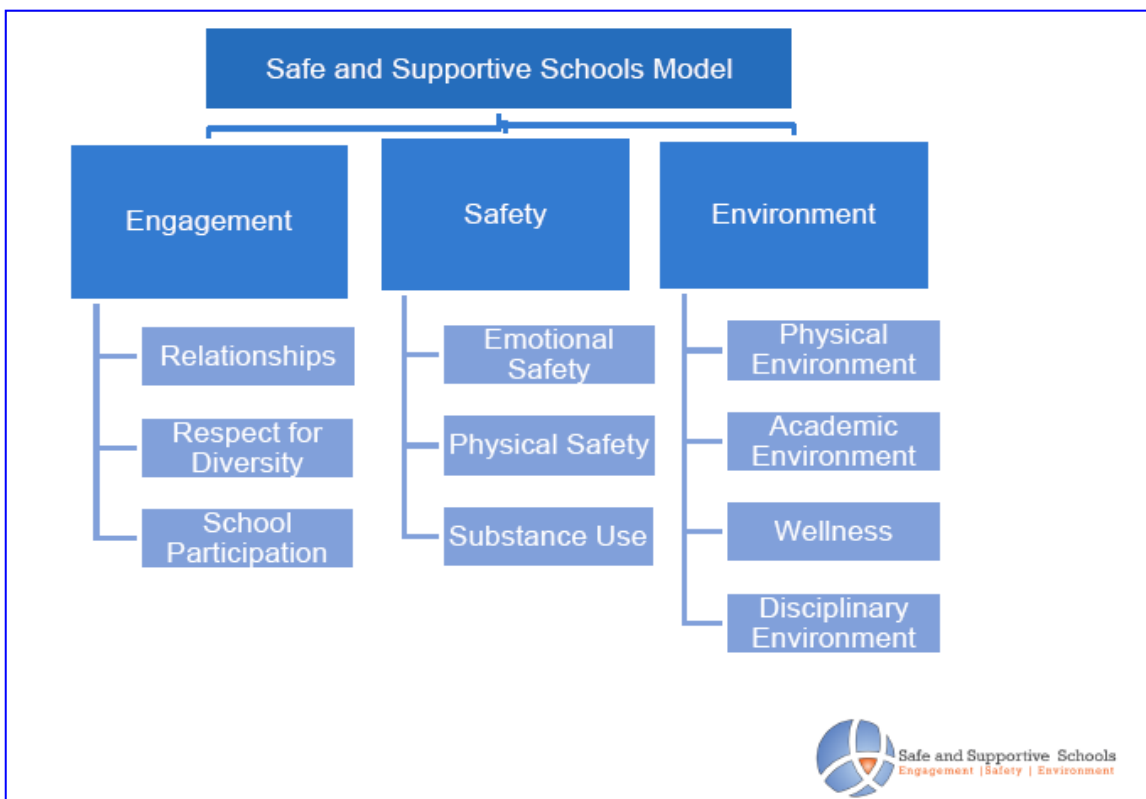 Safe and Supportive Schools Model
Engagement
Safety
Environment
Relationships
Respect for
Diversity
School
Participation
Emotional
Safety
Physical Safety
Substance Use
Physical
Environment
Academic
Environment
Wellness
Disciplinary
Environment
Safe and Supportive Schools
Engagement |Safety | Environment